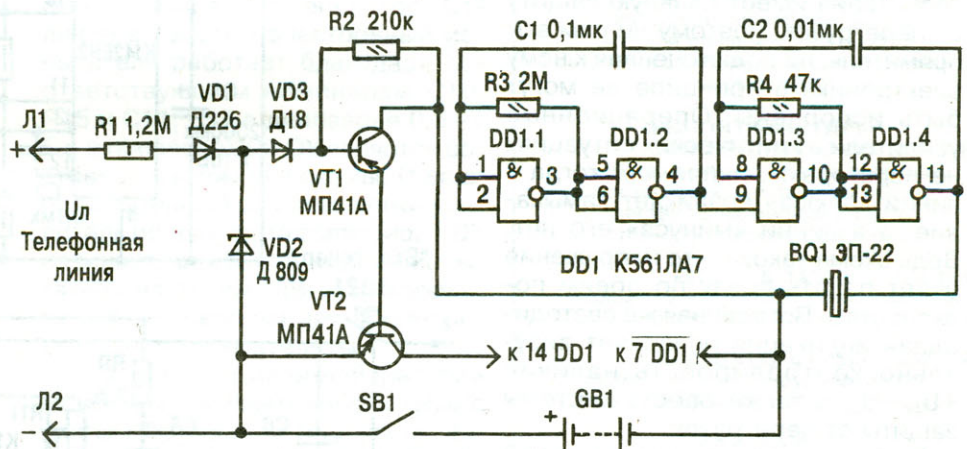 R2 210к
C1 0,1мк
C2 0,01мк
VD1
Д226
VD3
Д18
R3 2М
R4 47к
Л1
+
R1 1,2М
DD1.1
DD1.2
DD1.3
DD1.4
VT1
МП41А
1
2
&
3
5
6
&
4
8
9
&
10
12
13
&
11
Uл
Телефонная
линия
VD2
Д 809
DD1 К561ЛА7
BQ1 ЗП-22
VT2
МП41А
к 14 DD1
к 7 DD1
Л2
-
SB1
+
GB1